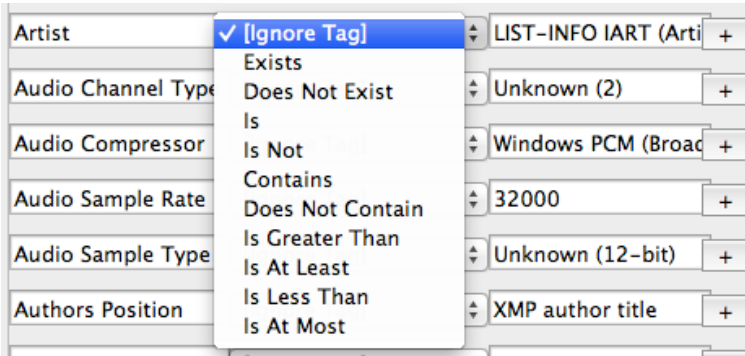 Artist
✓ [Ignore Tag]
LIST-INFO IART (Arti
+
Exists
Audio Channel Type
Does Not Exist
Unknown (2)
+
Is
Audio Compressor
Is Not
Windows PCM (Broad
+
Contains
Audio Sample Rate
Does Not Contain
32000
+
Is Greater Than
Audio Sample Type
Is At Least
Unknown (12-bit)
+
Is Less Than
Authors Position
Is At Most
XMP author title
+